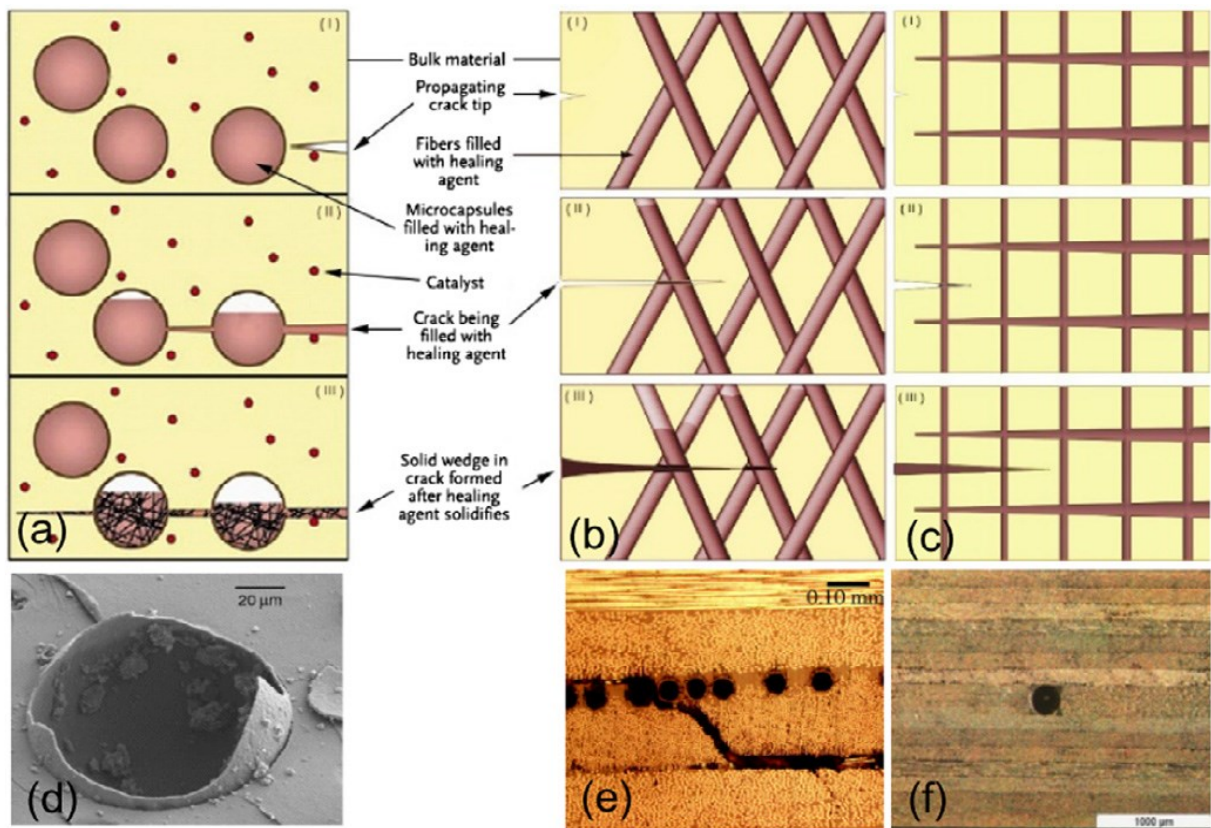 (I)
(II)
(III)
(a)
Bulk material
Propagating
crack tip
Fibers filled
with healing
agent
Microcapsules
filled with heal-
ing agent
Catalyst
Crack being
filled with
healing agent
Solid wedge in
crack formed
after healing
agent solidifies
(I)
(II)
(III)
(b)
(I)
(II)
(III)
(c)
20 µm
(d)
0.10 mm
(e)
(f)
1000 µm